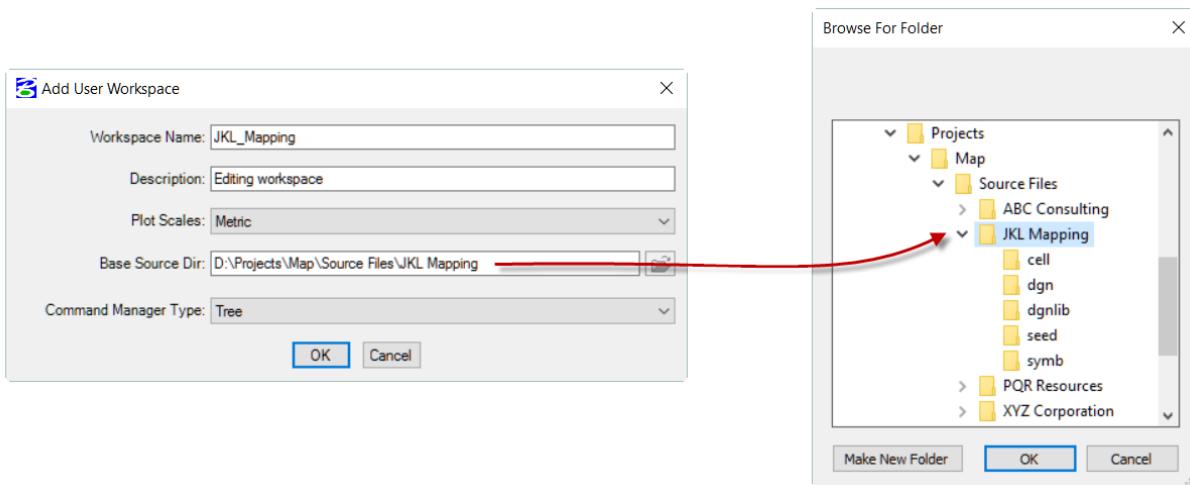 Add User Workspace
Workspace Name: JKL_Mapping
Description: Editing workspace
Plot Scales: Metric
Base Source Dir: D:\Projects\Map\Source Files\JKL Mapping
Command Manager Type: Tree
OK Cancel
Browse For Folder
Projects
Map
Source Files
ABC Consulting
JKL Mapping
cell
dgn
dgnlib
seed
symb
PQR Resources
XYZ Corporation
Make New Folder OK Cancel